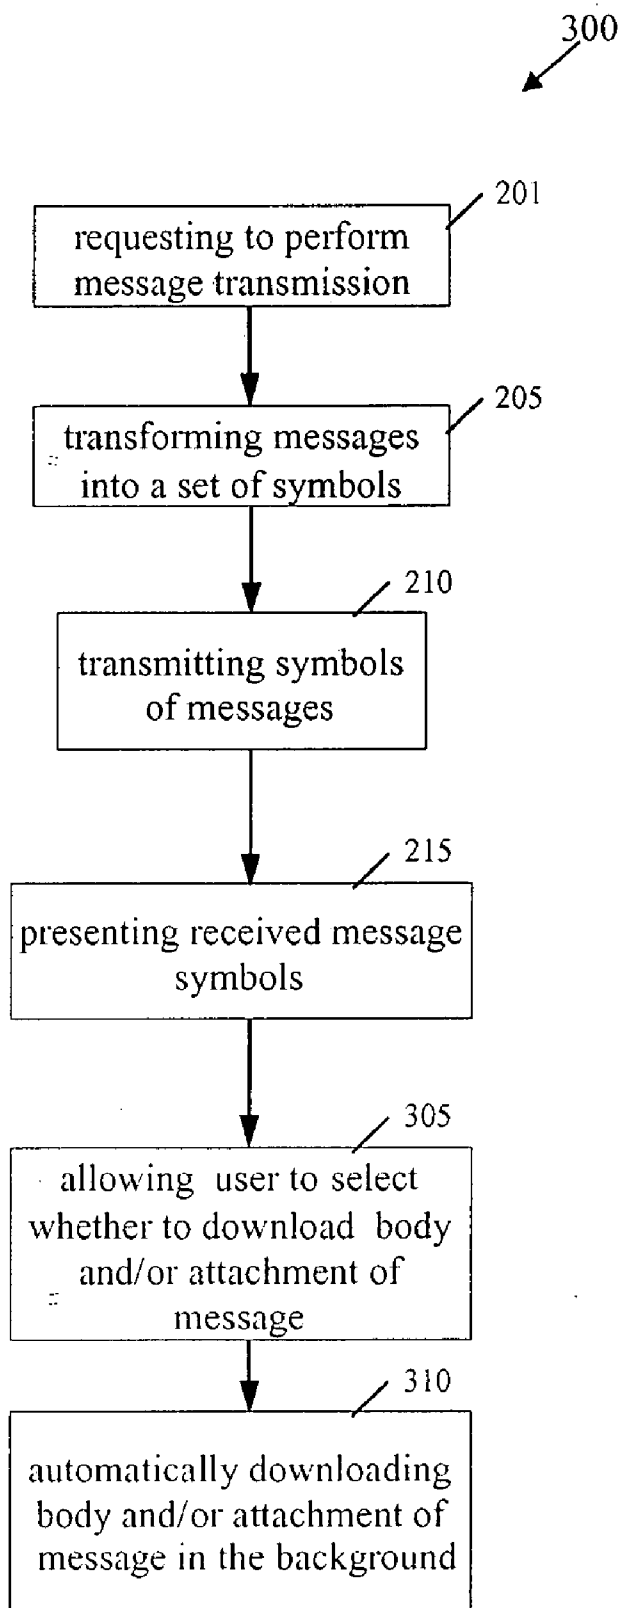 300
201
requesting to perform
message transmission
205
transforming messages
into a set of symbols
210
transmitting symbols
of messages
215
presenting received message
symbols
305
allowing user to select
whether to download body
and/or attachment of
message
310
automatically downloading
body and/or attachment of
message in the background